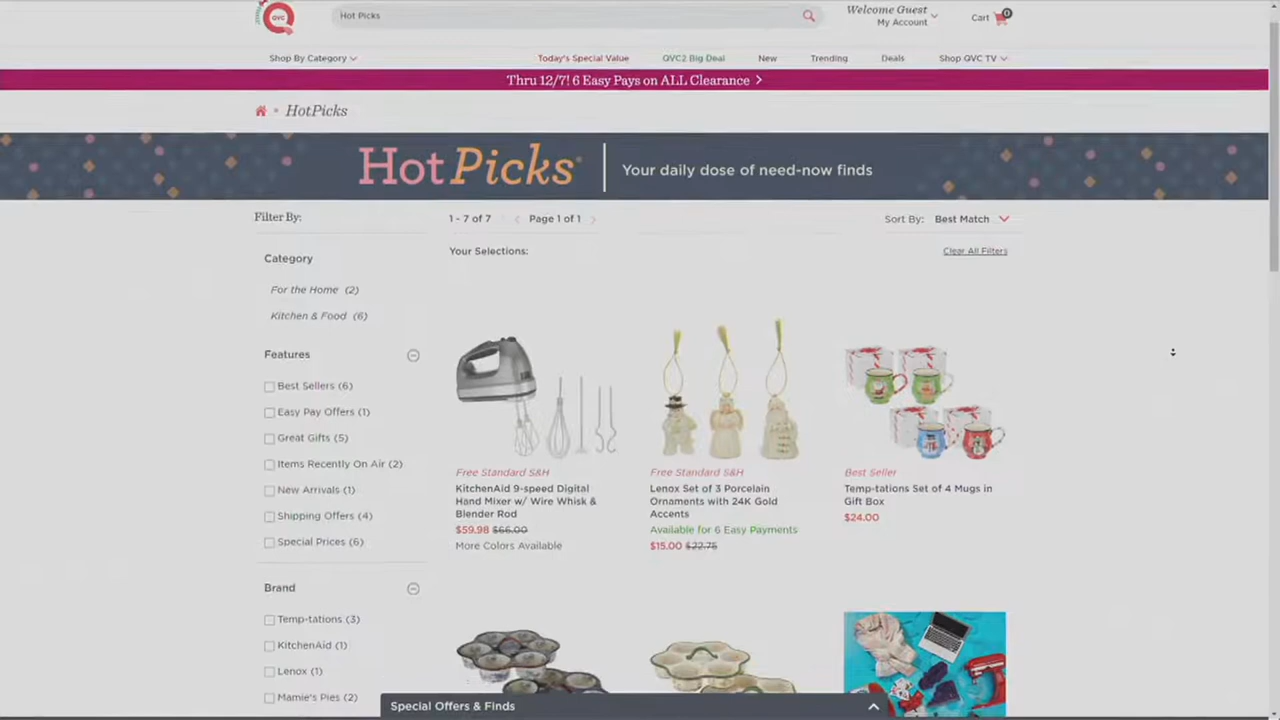 QVC
Hot Picks
Welcome Guest
My Account
Cart
0
Shop By Category
Today's Special Value
QVC2 Big Deal
New
Trending
Deals
Shop QVC TV
Thru 12/7! 6 Easy Pays on ALL Clearance
HotPicks
Hot Picks
Your daily dose of need-now finds
Filter By:
1 - 7 of 7
Page 1 of 1
Sort By:
Best Match
Your Selections:
Clear All Filters
Category
For the Home (2)
Kitchen & Food (6)
Features
Best Sellers (6)
Easy Pay Offers (1)
Great Gifts (5)
Items Recently On Air (2)
New Arrivals (1)
Shipping Offers (4)
Special Prices (6)
Brand
Temp-tations (3)
KitchenAid (1)
Lenox (1)
Mamie's Pies (2)
Free Standard S&H
KitchenAid 9-speed Digital
Hand Mixer w/ Wire Whisk &
Blender Rod
$59.98 $66.00
More Colors Available
Free Standard S&H
Lenox Set of 3 Porcelain
Ornaments with 24K Gold
Accents
Available for 6 Easy Payments
$15.00 $22.75
Best Seller
Temp-tations Set of 4 Mugs in
Gift Box
$24.00
Special Offers & Finds